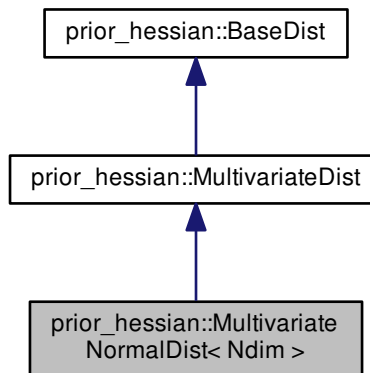 prior_hessian::BaseDist
prior_hessian::MultivariateDist
prior_hessian::Multivariate
NormalDist< Ndim >